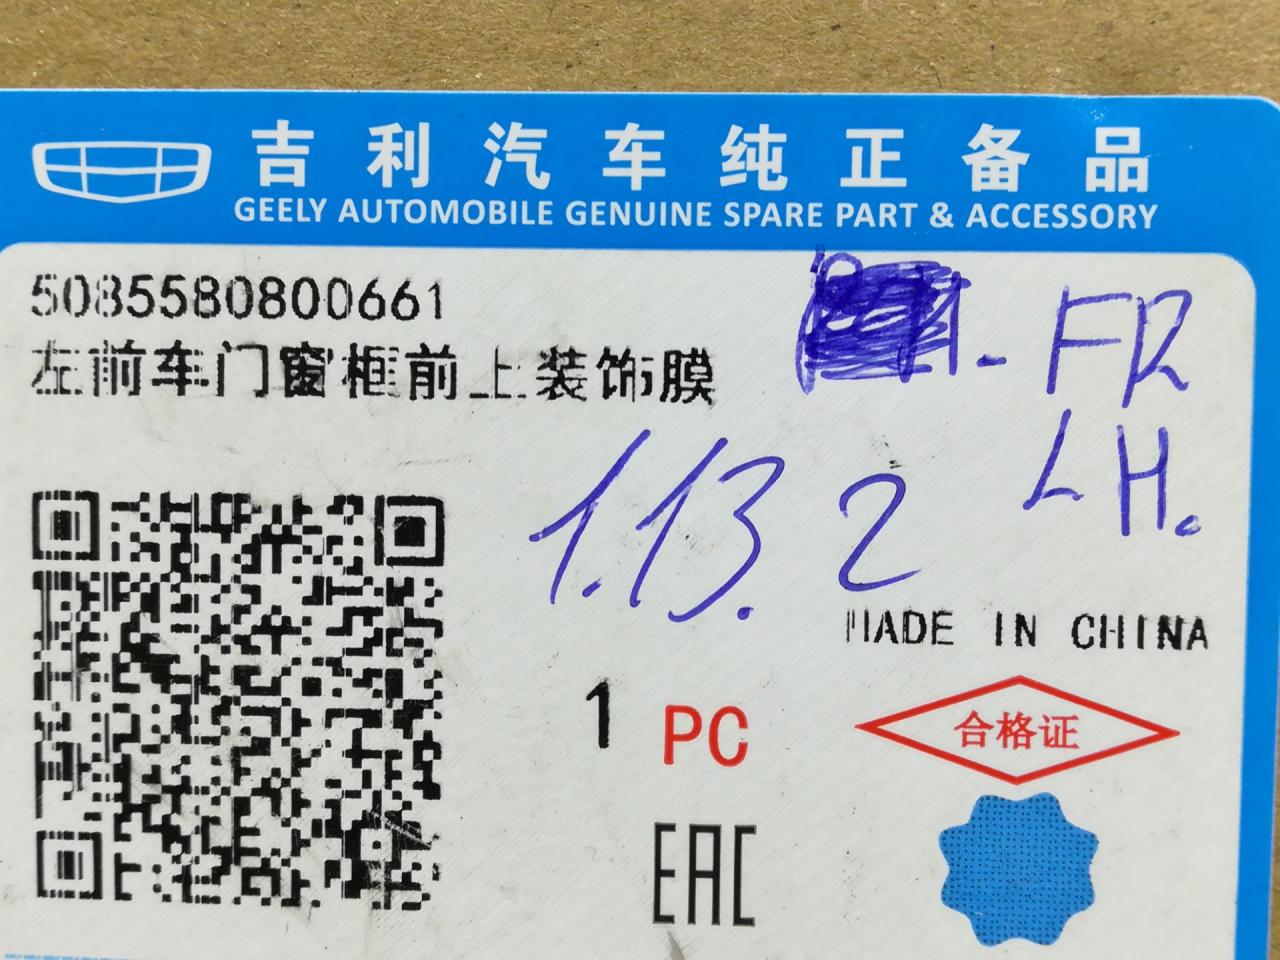 吉利汽车纯正备品
GEELY AUTOMOBILE GENUINE SPARE PART & ACCESSORY
5085580800661
左前车门窗框前上装饰膜
- FR
LH.
1.13. 2
MADE IN CHINA
1 PC
合格证
EAC